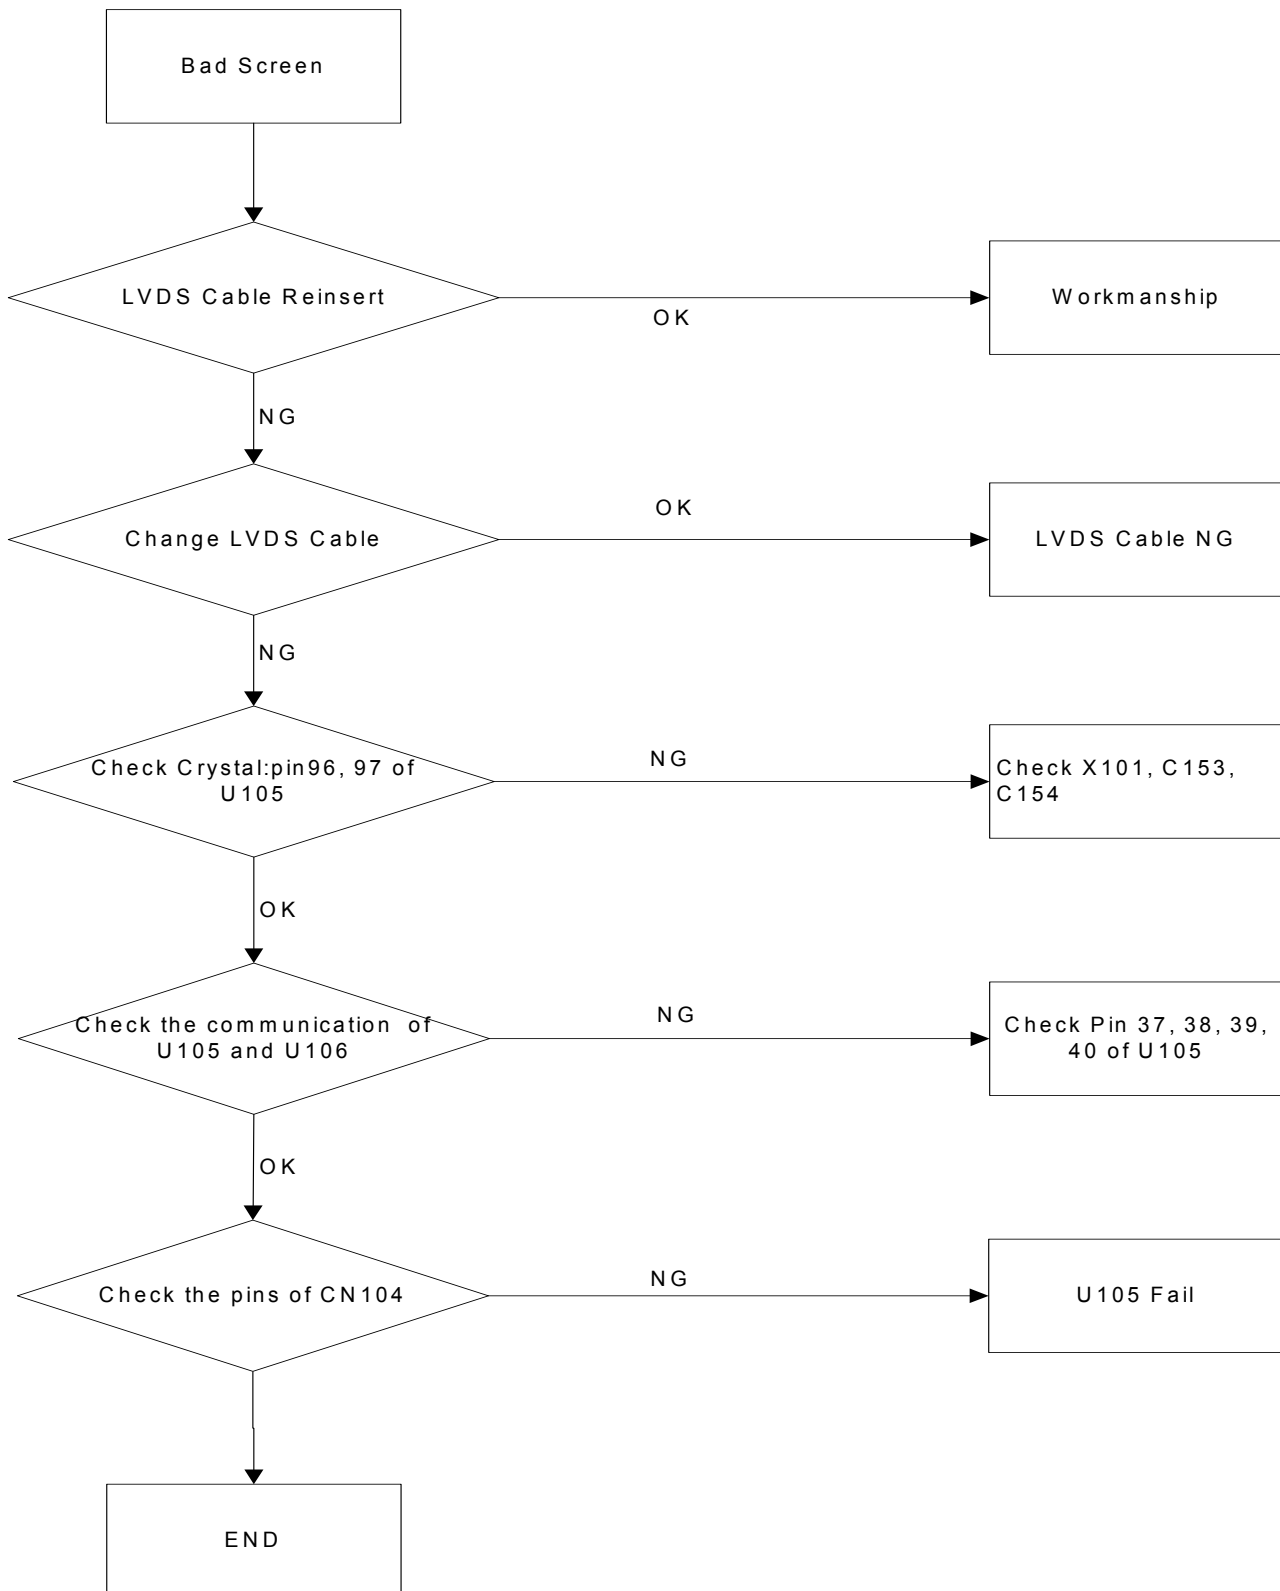 Bad Screen
LVDS Cable Reinsert
OK
Workmanship
NG
Change LVDS Cable
OK
LVDS Cable NG
NG
Check Crystal:pin96, 97 of
U105
NG
Check X101, C153,
C154
OK
Check the communication of
U105 and U106
NG
Check Pin 37, 38, 39,
40 of U105
OK
Check the pins of CN104
NG
U105 Fail
END